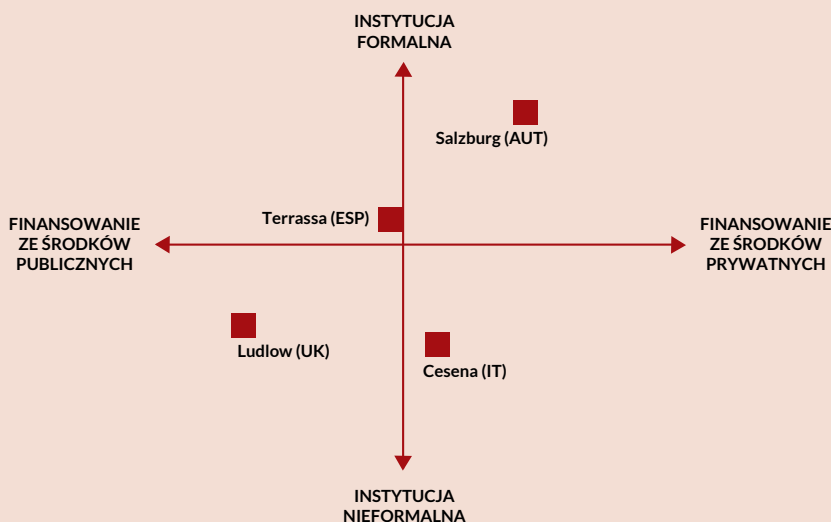 INSTYTUCJA
FORMALNA
Salzburg (AUT)
Terrassa (ESP)
FINANSOWANIE
ZE ŚRODKÓW
PUBLICZNYCH
FINANSOWANIE
ZE ŚRODKÓW
PRYWATNYCH
Ludlow (UK)
Cesena (IT)
INSTYTUCJA
NIEFORMALNA